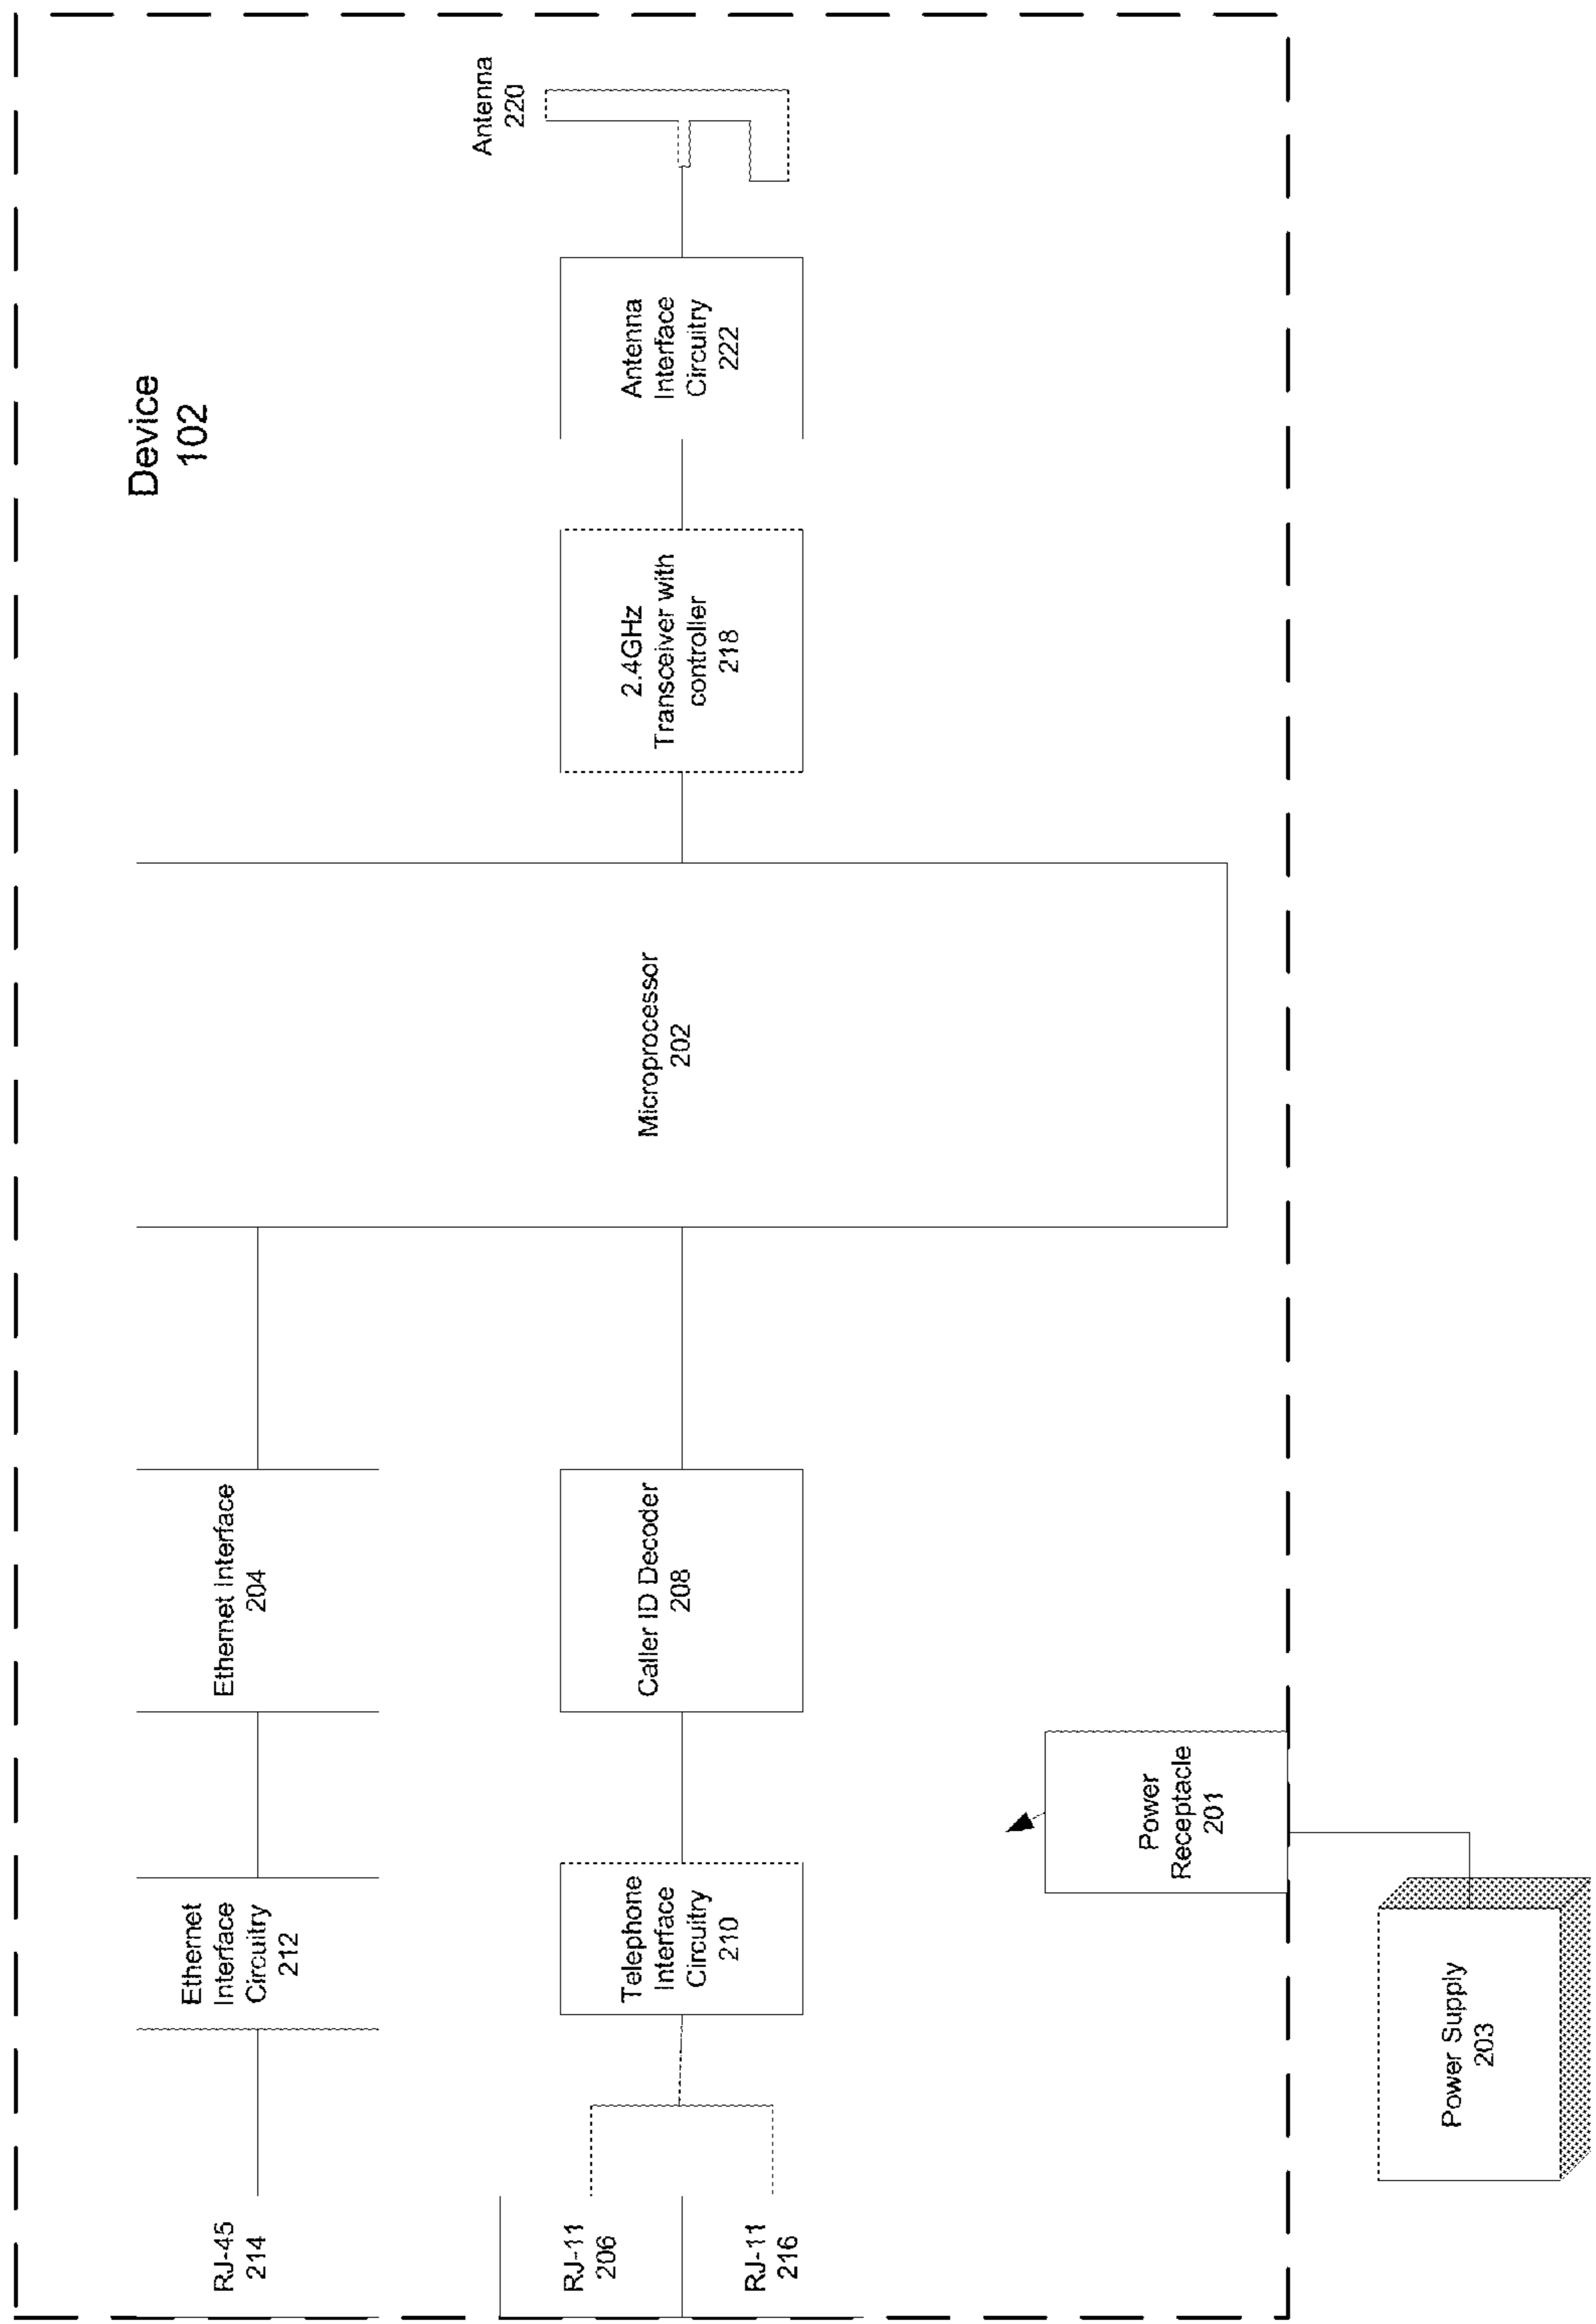 Device
102
RJ-45
214
Ethernet
Interface
Circuitry
212
Ethernet Interface
204
RJ-11
206
RJ-11
216
Telephone
Interface
Circuitry
210
Caller ID Decoder
208
Microprocessor
202
2.4GHz
Transceiver with
controller
218
Antenna
Interface
Circuitry
222
Antenna
220
Power
Receptacle
201
Power Supply
203